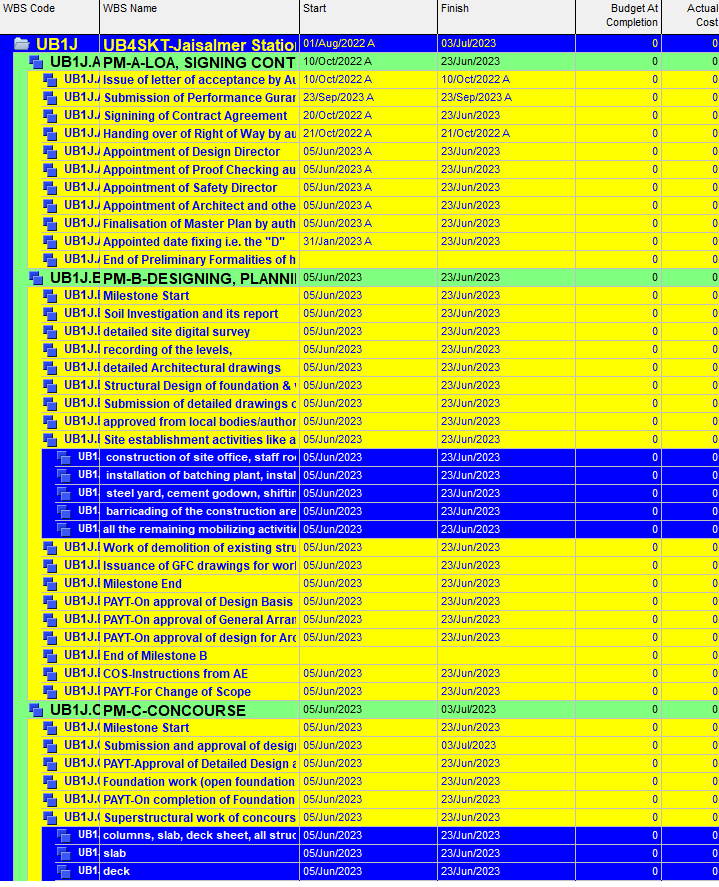 WBS Code WBS Name Start Finish Budget At Completion Actual Cost
UB1J UB4SKT-Jaisalmer Statio 01/Aug/2022 A 03/Jul/2023 0 0
UB1J.A PM-A-LOA, SIGNING CONT 10/Oct/2022 A 23/Jun/2023 0 0
UB1J.A Issue of letter of acceptance by Au 10/Oct/2022 A 10/Oct/2022 A 0 0
UB1J.A Submission of Performance Guran 23/Sep/2023 A 23/Sep/2023 A 0 0
UB1J.A Signining of Contract Agreement 20/Oct/2022 A 23/Jun/2023 0 0
UB1J.A Handing over of Right of Way by au 21/Oct/2022 A 21/Oct/2022 A 0 0
UB1J.A Appointment of Design Director 05/Jun/2023 A 23/Jun/2023 0 0
UB1J.A Appointment of Proof Checking au 05/Jun/2023 A 23/Jun/2023 0 0
UB1J.A Appointment of Safety Director 05/Jun/2023 A 23/Jun/2023 0 0
UB1J.A Appointment of Architect and othe 05/Jun/2023 A 23/Jun/2023 0 0
UB1J.A Finalisation of Master Plan by auth 05/Jun/2023 A 23/Jun/2023 0 0
UB1J.A Appointed date fixing i.e. the "D" 31/Jan/2023 A 23/Jun/2023 0 0
UB1J.A End of Preliminary Formalities of h 0 0
UB1J.B PM-B-DESIGNING, PLANNI 05/Jun/2023 23/Jun/2023 0 0
UB1J.B Milestone Start 05/Jun/2023 23/Jun/2023 0 0
UB1J.B Soil Investigation and its report 05/Jun/2023 23/Jun/2023 0 0
UB1J.B detailed site digital survey 05/Jun/2023 23/Jun/2023 0 0
UB1J.B recording of the levels, 05/Jun/2023 23/Jun/2023 0 0
UB1J.B detailed Architectural drawings 05/Jun/2023 23/Jun/2023 0 0
UB1J.B Structural Design of foundation & 05/Jun/2023 23/Jun/2023 0 0
UB1J.B Submission of detailed drawings 05/Jun/2023 23/Jun/2023 0 0
UB1J.B approved from local bodies/author 05/Jun/2023 23/Jun/2023 0 0
UB1J.B Site establishment activities like a 05/Jun/2023 23/Jun/2023 0 0
UB1. construction of site office, staff roo 05/Jun/2023 23/Jun/2023 0 0
UB1. installation of batching plant, instal 05/Jun/2023 23/Jun/2023 0 0
UB1. steel yard, cement godown, shiftin 05/Jun/2023 23/Jun/2023 0 0
UB1. barricading of the construction are 05/Jun/2023 23/Jun/2023 0 0
UB1. all the remaining mobilizing activitie 05/Jun/2023 23/Jun/2023 0 0
UB1J.B Work of demolition of existing stru 05/Jun/2023 23/Jun/2023 0 0
UB1J.B Issuance of GFC drawings for worl 05/Jun/2023 23/Jun/2023 0 0
UB1J.B Milestone End 05/Jun/2023 23/Jun/2023 0 0
UB1J.B PAYT-On approval of Design Basis 05/Jun/2023 23/Jun/2023 0 0
UB1J.B PAYT-On approval of General Arran 05/Jun/2023 23/Jun/2023 0 0
UB1J.B PAYT-On approval of design for Arc 05/Jun/2023 23/Jun/2023 0 0
UB1J.B End of Milestone B 0 0
UB1J.B COS-Instructions from AE 05/Jun/2023 23/Jun/2023 0 0
UB1J.B PAYT-For Change of Scope 05/Jun/2023 23/Jun/2023 0 0
UB1J.C PM-C-CONCOURSE 05/Jun/2023 03/Jul/2023 0 0
UB1J.C Milestone Start 05/Jun/2023 23/Jun/2023 0 0
UB1J.C Submission and approval of desig 05/Jun/2023 03/Jul/2023 0 0
UB1J.C PAYT-Approval of Detailed Design a 05/Jun/2023 23/Jun/2023 0 0
UB1J.C Foundation work (open foundation 05/Jun/2023 23/Jun/2023 0 0
UB1J.C PAYT-On completion of Foundation 05/Jun/2023 23/Jun/2023 0 0
UB1J.C Superstructural work of concours 05/Jun/2023 23/Jun/2023 0 0
UB1. columns, slab, deck sheet, all struc 05/Jun/2023 23/Jun/2023 0 0
UB1. slab 05/Jun/2023 23/Jun/2023 0 0
UB1. deck 05/Jun/2023 23/Jun/2023 0 0